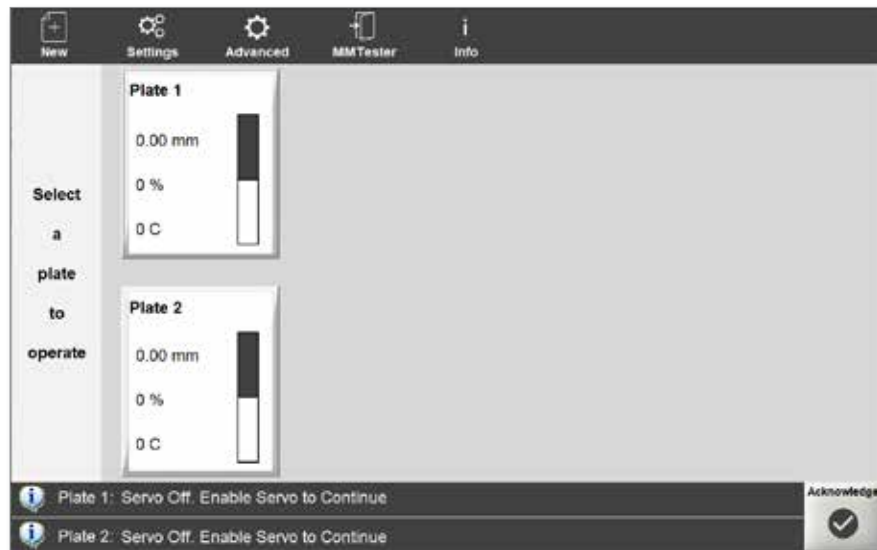 New
Settings
Advanced
MMTester
Info
Select
a
plate
to
operate
Plate 1
0.00 mm
0 %
0 C
Plate 2
0.00 mm
0 %
0 C
Plate 1: Servo Off. Enable Servo to Continue
Plate 2: Servo Off. Enable Servo to Continue
Acknowledge